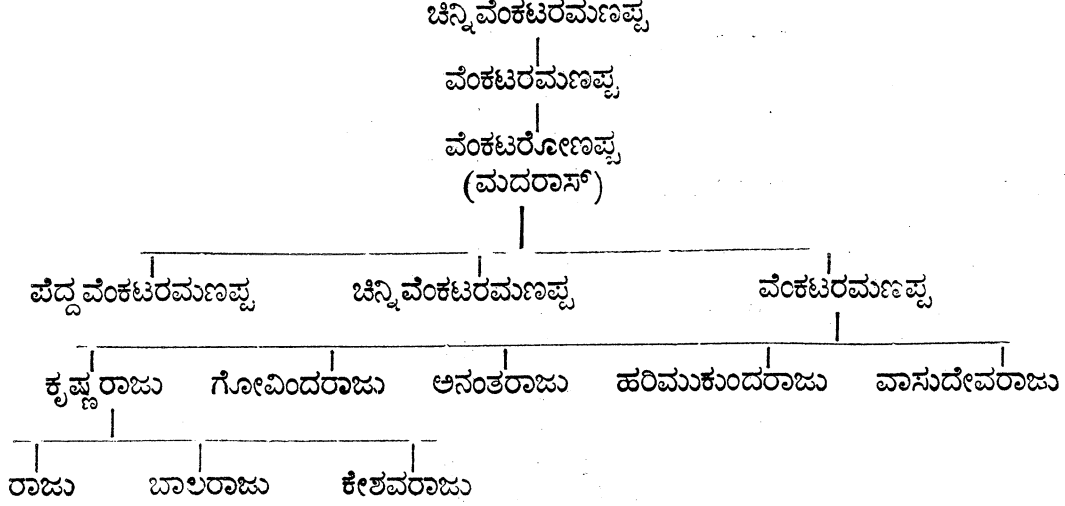 ಚಿನ್ನಿವೆಂಕಟರಮಣಪ್ಪ
ವೆಂಕಟರಮಣಪ್ಪ
ವೆಂಕಟರೋಣಪ್ಪ
(ಮದರಾಸ್)
ಪೆದ್ದವೆಂಕಟರಮಣಪ್ಪ ಚಿನ್ನಿವೆಂಕಟರಮಣಪ್ಪ ವೆಂಕಟರಮಣಪ್ಪ
ಕೃಷ್ಣರಾಜು ಗೋವಿಂದರಾಜು ಅನಂತರಾಜು ಹರಿಮುಕುಂದರಾಜು ವಾಸುದೇವರಾಜು
ರಾಜು ಬಾಲರಾಜು ಕೇಶವರಾಜು